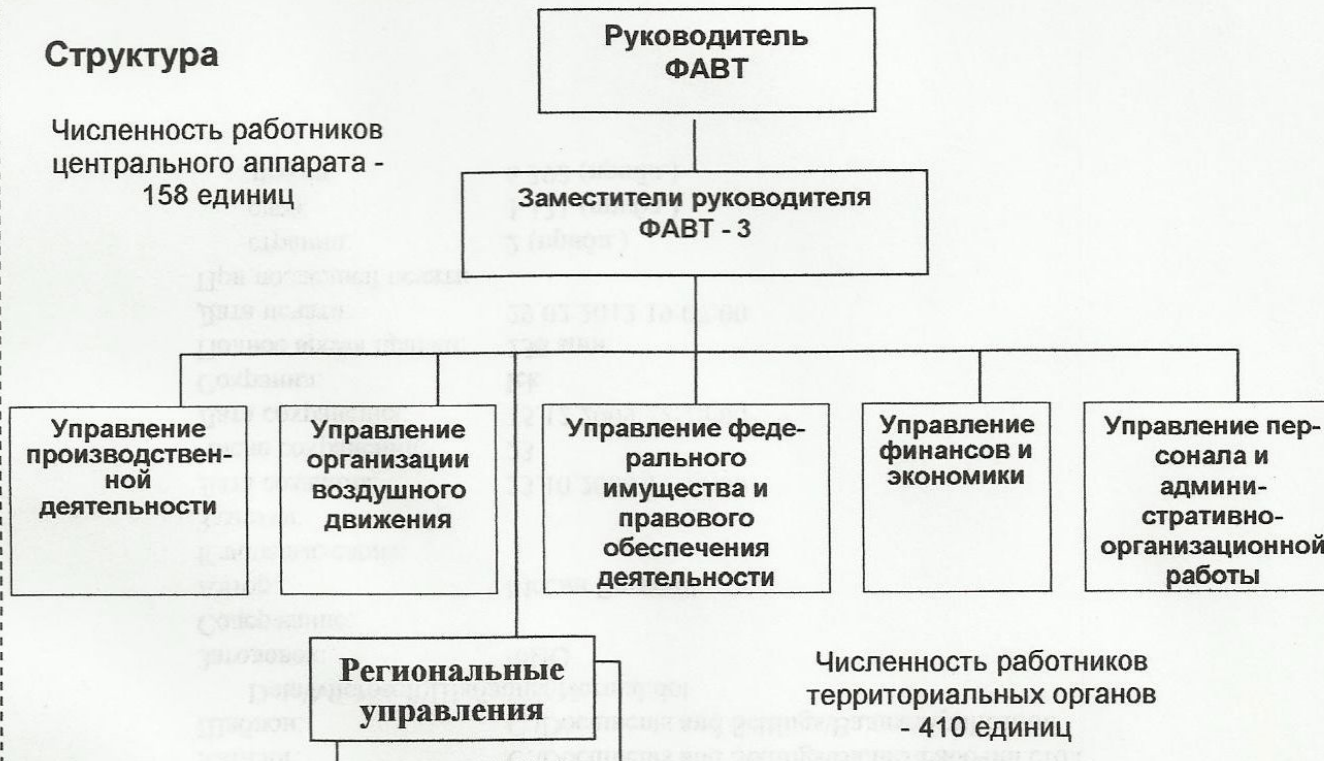 Структура
Численность работников
центрального аппарата -
158 единиц
Руководитель
ФАВТ
Заместители руководителя
ФАВТ - 3
Управление
производствен-
ной
деятельности
Управление
организации
воздушного
движения
Управление феде-
рального
имущества и
правового
обеспечения
деятельности
Управление
финансов и
экономики
Управление пер-
сонала и
админи-
стративно-
организационной
работы
Региональные
управления
Численность работников
территориальных органов
- 410 единиц